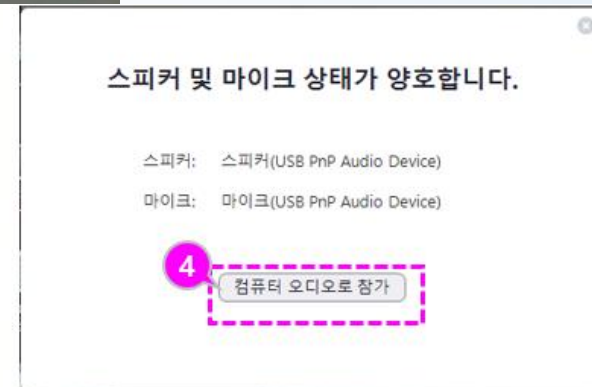 스피커 및 마이크 상태가 양호합니다.
스피커: 스피커(USB PnP Audio Device)
마이크: 마이크(USB PnP Audio Device)
4
컴퓨터 오디오로 참가